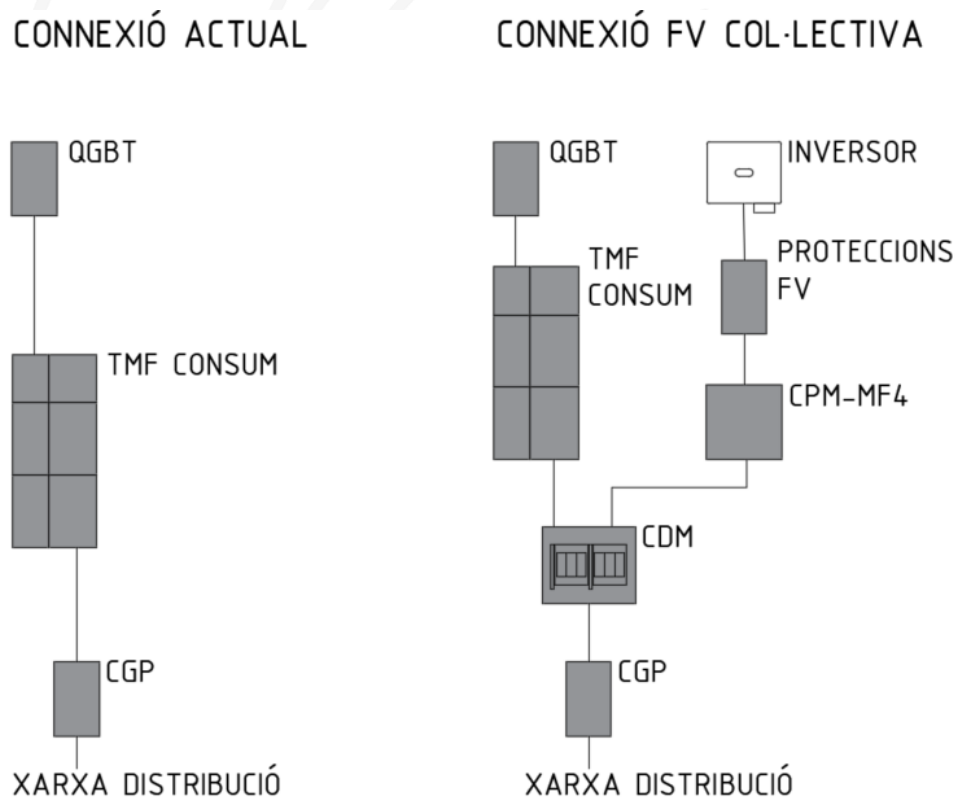 CONNEXIÓ ACTUAL
QGBT
TMF CONSUM
CGP
XARXA DISTRIBUCIÓ
CONNEXIÓ FV COL·LECTIVA
QGBT
INVERSOR
TMF
CONSUM
PROTECCIONS
FV
CPM-MF4
CDM
CGP
XARXA DISTRIBUCIÓ